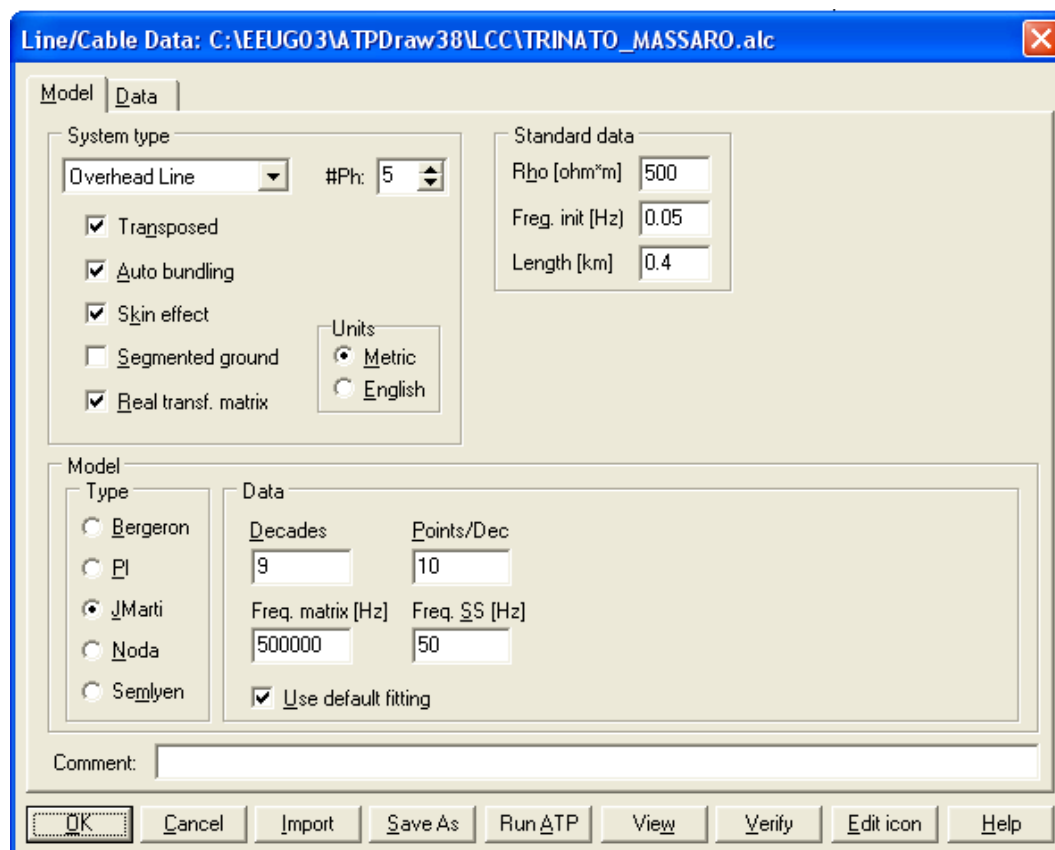 Line/Cable Data: C:\EEUG03\ATPDraw38\LCC\TRINATO_MASSARO.alc
Model Data
System type
Overhead Line #Ph: 5
Transposed
Auto bundling
Skin effect
Segmented ground
Real transf. matrix
Units
Metric
English
Standard data
Rho [ohm*m] 500
Freq. init [Hz) 0.05
Length [km] 0.4
Model
Type
Bergeron
PI
JMarti
Noda
Semlyen
Data
Decades Points/Dec
9 10
Freq. matrix [Hz] Freq. SS [Hz]
500000 50
Use default fitting
Comment:
OK Cancel Import Save As Run ATP View Verify Edit icon Help